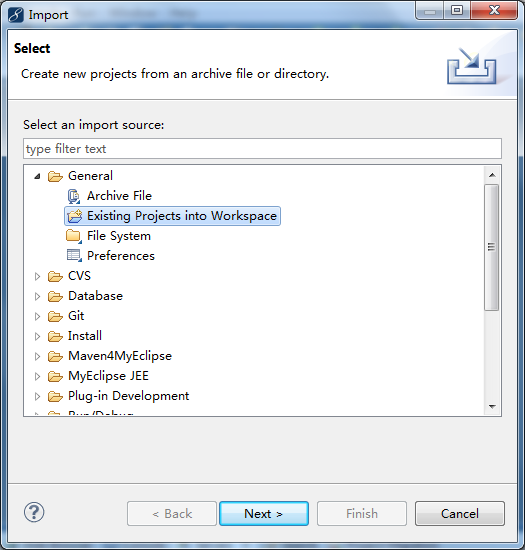 Import
Select
Create new projects from an archive file or directory.
Select an import source:
type filter text
General
Archive File
Existing Projects into Workspace
File System
Preferences
CVS
Database
Git
Install
Maven4MyEclipse
MyEclipse JEE
Plug-in Development
Run/Debug
< Back
Next >
Finish
Cancel